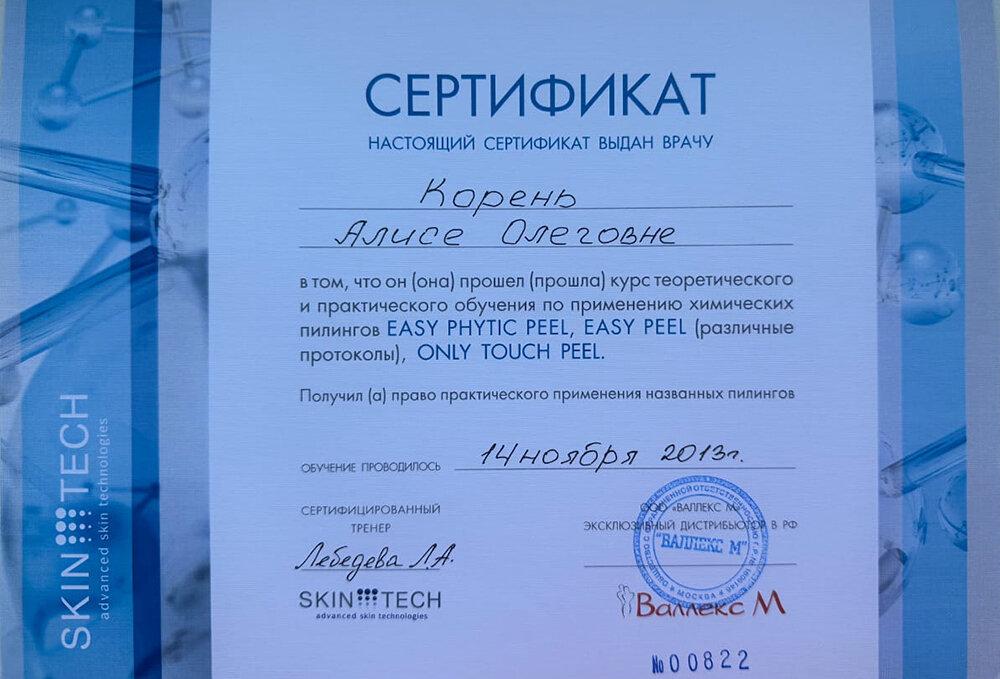 СЕРТИФИКАТ
НАСТОЯЩИЙ СЕРТИФИКАТ ВЫДАН ВРАЧУ
Корень
Алисе Олеговне
в том, что он (она) прошел (прошла) курс теоретического
и практического обучения по применению химических
пилингов EASY PHYTIC PEEL, EASY PEEL (различные
протоколы), ONLY TOUCH PEEL.
Получил (а) право практического применения названных пилингов
ОБУЧЕНИЕ ПРОВОДИЛОСЬ 14 ноября 2013г.
СЕРТИФИЦИРОВАННЫЙ
ТРЕНЕР
Лебедева Л.А.
SKIN TECH
advanced skin technologies
ООО «ВАЛЛЕКС М»
ЭКСКЛЮЗИВНЫЙ ДИСТРИБЬЮТОР В РФ
"ВАЛЛЕКС М"
МОСКВА
Валлекс М
№00822
SKIN TECH
advanced skin technologies